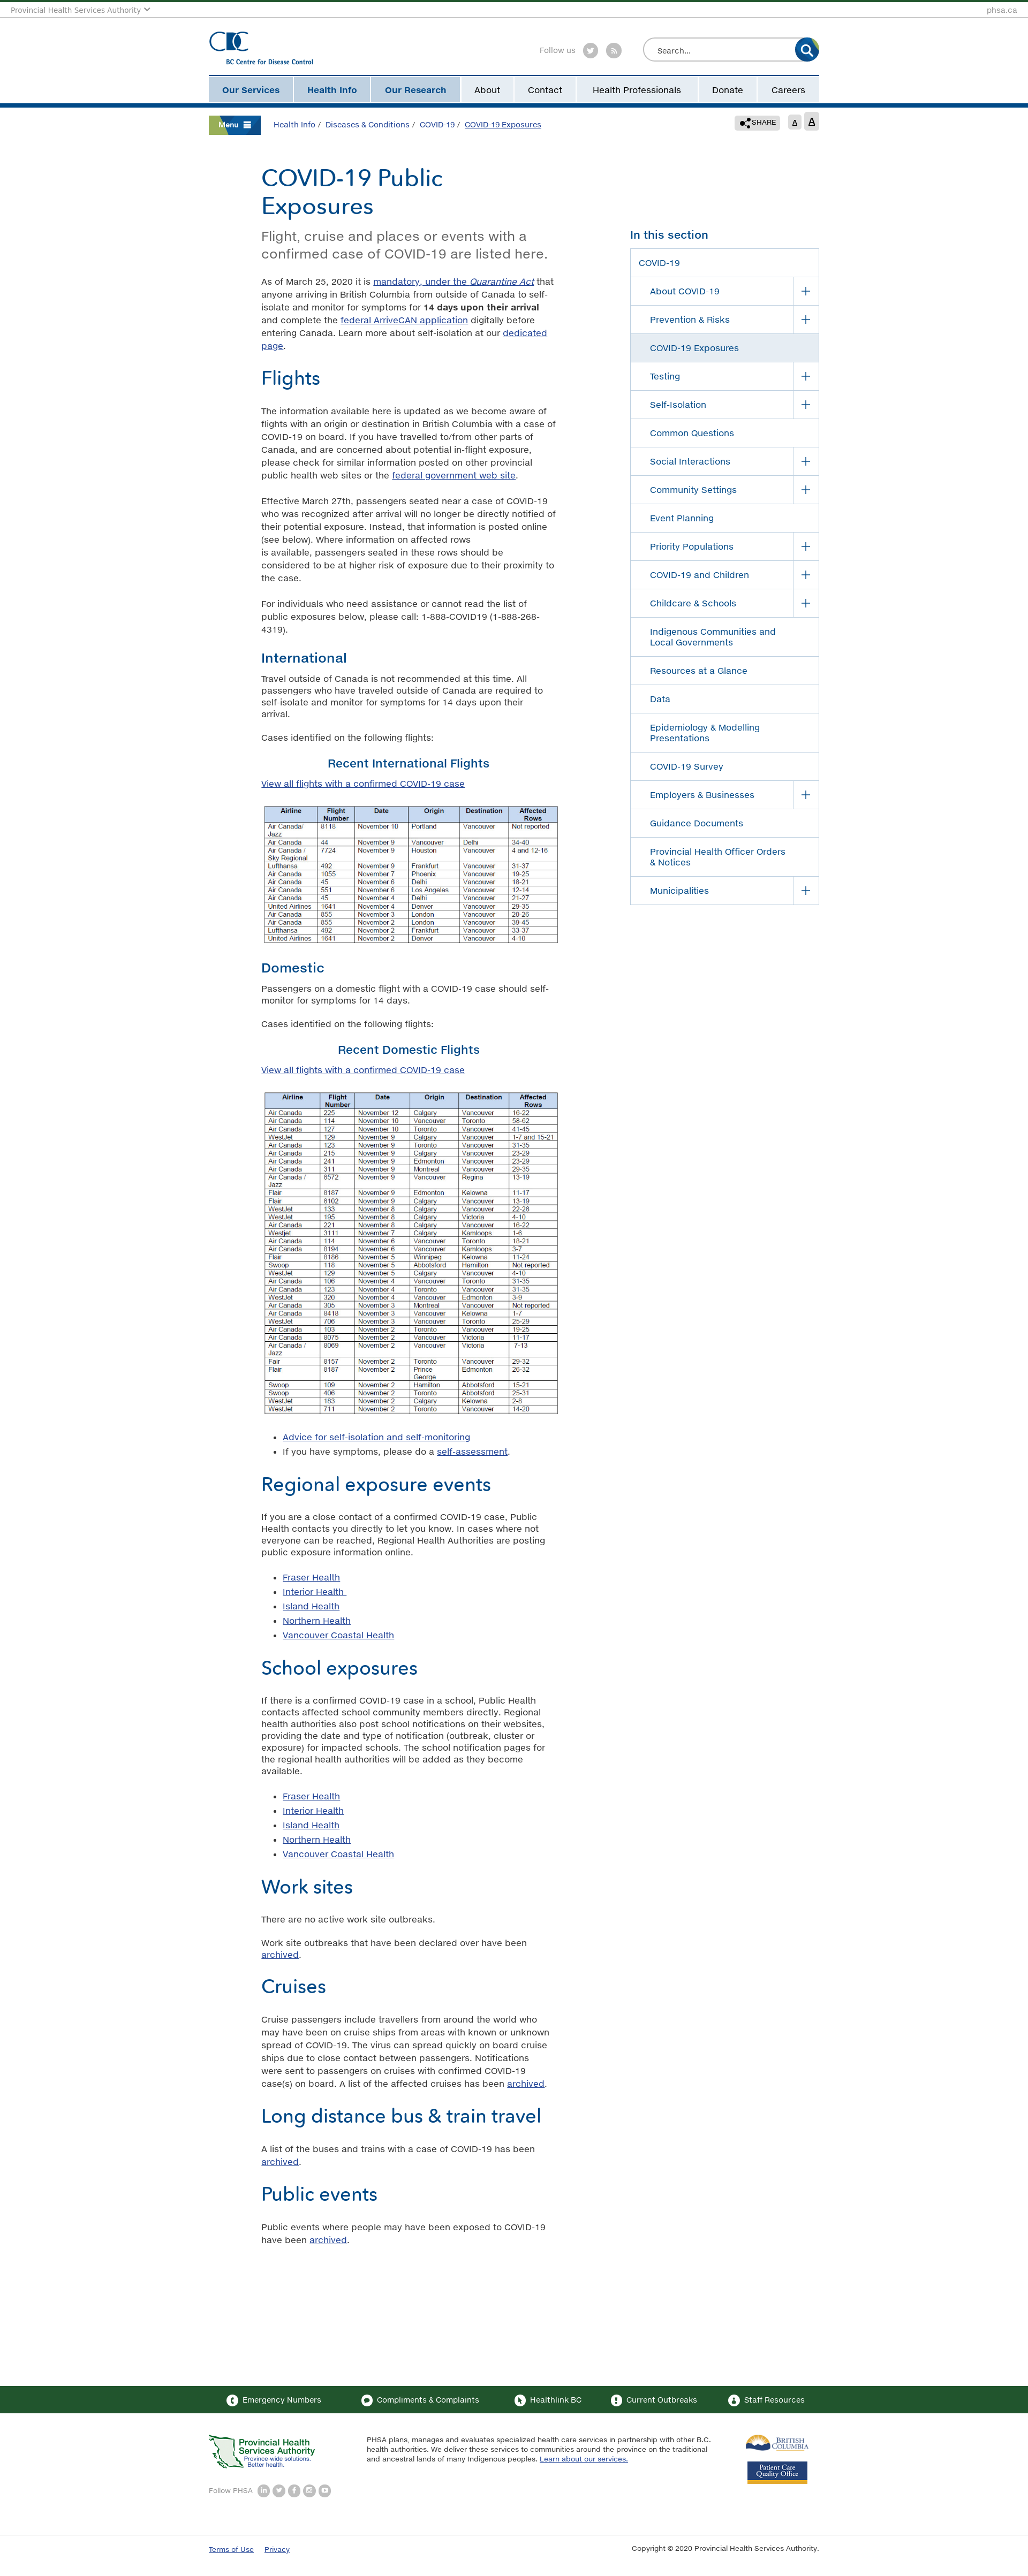 Provincial Health Services Authority
phsa.ca
CDC
BC Centre for Disease Control
Follow us
Search...
Our Services Health Info Our Research About Contact Health Professionals Donate Careers
Menu
Health Info / Diseases & Conditions / COVID-19 / COVID-19 Exposures
SHARE A A
COVID-19 Public
Exposures
Flight, cruise and places or events with a
confirmed case of COVID-19 are listed here.
As of March 25, 2020 it is mandatory, under the Quarantine Act that
anyone arriving in British Columbia from outside of Canada to self-
isolate and monitor for symptoms for 14 days upon their arrival
and complete the federal ArriveCAN application digitally before
entering Canada. Learn more about self-isolation at our dedicated
page.
Flights
The information available here is updated as we become aware of
flights with an origin or destination in British Columbia with a case of
COVID-19 on board. If you have travelled to/from other parts of
Canada, and are concerned about potential in-flight exposure,
please check for similar information posted on other provincial
public health web sites or the federal government web site.
Effective March 27th, passengers seated near a case of COVID-19
who was recognized after arrival will no longer be directly notified of
their potential exposure. Instead, that information is posted online
(see below). Where information on affected rows
is available, passengers seated in these rows should be
considered to be at higher risk of exposure due to their proximity to
the case.
For individuals who need assistance or cannot read the list of
public exposures below, please call: 1-888-COVID19 (1-888-268-
4319).
International
Travel outside of Canada is not recommended at this time. All
passengers who have traveled outside of Canada are required to
self-isolate and monitor for symptoms for 14 days upon their
arrival.
Cases identified on the following flights:
Recent International Flights
View all flights with a confirmed COVID-19 case
Airline Flight Number Date Origin Destination Affected Rows
Air Canada/ Jazz 8118 November 10 Portland Vancouver Not reported
Air Canada 44 November 9 Vancouver Delhi 34-40
Air Canada / Sky Regional 7724 November 9 Houston Vancouver 4 and 12-16
Lufthansa 492 November 9 Frankfurt Vancouver 31-37
Air Canada 1055 November 7 Phoenix Vancouver 19-25
Air Canada 45 November 6 Delhi Vancouver 18-21
Air Canada 551 November 6 Los Angeles Vancouver 12-14
Air Canada 45 November 4 Delhi Vancouver 21-27
United Airlines 1641 November 4 Denver Vancouver 29-35
Air Canada 855 November 3 London Vancouver 20-26
Air Canada 855 November 2 London Vancouver 39-45
Lufthansa 492 November 2 Frankfurt Vancouver 33-37
United Airlines 1641 November 2 Denver Vancouver 4-10
Domestic
Passengers on a domestic flight with a COVID-19 case should self-
monitor for symptoms for 14 days.
Cases identified on the following flights:
Recent Domestic Flights
View all flights with a confirmed COVID-19 case
Airline Flight Number Date Origin Destination Affected Rows
Air Canada 225 November 12 Calgary Vancouver 16-22
Air Canada 114 November 10 Vancouver Toronto 58-62
Air Canada 127 November 10 Toronto Vancouver 41-45
WestJet 129 November 9 Calgary Vancouver 1-7 and 15-21
Air Canada 123 November 9 Toronto Vancouver 31-35
Air Canada 215 November 9 Calgary Vancouver 23-29
Air Canada 241 November 9 Edmonton Vancouver 23-29
Air Canada 311 November 9 Montreal Vancouver 29-35
Air Canada / Jazz 8572 November 9 Vancouver Regina 13-19
Flair 8187 November 9 Edmonton Kelowna 11-17
Flair 8102 November 9 Calgary Vancouver 13-19
WestJet 133 November 8 Calgary Vancouver 22-28
WestJet 195 November 8 Calgary Victoria 4-10
Air Canada 221 November 8 Calgary Vancouver 16-22
Westjet 3111 November 7 Calgary Kamloops 1-6
Air Canada 114 November 6 Vancouver Toronto 18-21
Air Canada 8194 November 6 Vancouver Kamloops 3-7
Flair 8186 November 5 Winnipeg Kelowna 11-24
Swoop 118 November 5 Abbotsford Hamilton Not reported
WestJet 129 November 5 Calgary Vancouver 4-10
Air Canada 106 November 4 Vancouver Toronto 31-35
Air Canada 123 November 4 Toronto Vancouver 31-35
WestJet 320 November 4 Vancouver Edmonton 3-9
Air Canada 305 November 3 Montreal Vancouver Not reported
Air Canada 8418 November 3 Vancouver Kelowna 1-7
WestJet 706 November 3 Vancouver Toronto 25-29
Air Canada 103 November 2 Toronto Vancouver 19-25
Air Canada 8075 November 2 Vancouver Victoria 11-17
Air Canada / Jazz 8069 November 2 Vancouver Victoria 7-13
Fair 8157 November 2 Toronto Vancouver 29-32
Flair 8187 November 2 Prince George Edmonton 26-32
Swoop 109 November 2 Hamilton Abbotsford 15-21
Swoop 406 November 2 Toronto Abbotsford 25-31
WestJet 183 November 2 Calgary Kelowna 2-8
WestJet 711 November 2 Toronto Vancouver 14-20
Advice for self-isolation and self-monitoring
If you have symptoms, please do a self-assessment.
Regional exposure events
If you are a close contact of a confirmed COVID-19 case, Public
Health contacts you directly to let you know. In cases where not
everyone can be reached, Regional Health Authorities are posting
public exposure information online.
Fraser Health
Interior Health
Island Health
Northern Health
Vancouver Coastal Health
School exposures
If there is a confirmed COVID-19 case in a school, Public Health
contacts affected school community members directly. Regional
health authorities also post school notifications on their websites,
providing the date and type of notification (outbreak, cluster or
exposure) for impacted schools. The school notification pages for
the regional health authorities will be added as they become
available.
Fraser Health
Interior Health
Island Health
Northern Health
Vancouver Coastal Health
Work sites
There are no active work site outbreaks.
Work site outbreaks that have been declared over have been
archived.
Cruises
Cruise passengers include travellers from around the world who
may have been on cruise ships from areas with known or unknown
spread of COVID-19. The virus can spread quickly on board cruise
ships due to close contact between passengers. Notifications
were sent to passengers on cruises with confirmed COVID-19
case(s) on board. A list of the affected cruises has been archived.
Long distance bus & train travel
A list of the buses and trains with a case of COVID-19 has been
archived.
Public events
Public events where people may have been exposed to COVID-19
have been archived.
In this section
COVID-19
About COVID-19
Prevention & Risks
COVID-19 Exposures
Testing
Self-Isolation
Common Questions
Social Interactions
Community Settings
Event Planning
Priority Populations
COVID-19 and Children
Childcare & Schools
Indigenous Communities and
Local Governments
Resources at a Glance
Data
Epidemiology & Modelling
Presentations
COVID-19 Survey
Employers & Businesses
Guidance Documents
Provincial Health Officer Orders
& Notices
Municipalities
Emergency Numbers Compliments & Complaints Healthlink BC Current Outbreaks Staff Resources
Provincial Health
Services Authority
Province-wide solutions.
Better health.
PHSA plans, manages and evaluates specialized health care services in partnership with other B.C.
health authorities. We deliver these services to communities around the province on the traditional
and ancestral lands of many Indigenous peoples. Learn about our services.
BRITISH
COLUMBIA
Patient Care
Quality Office
Follow PHSA
Terms of Use Privacy
Copyright © 2020 Provincial Health Services Authority.